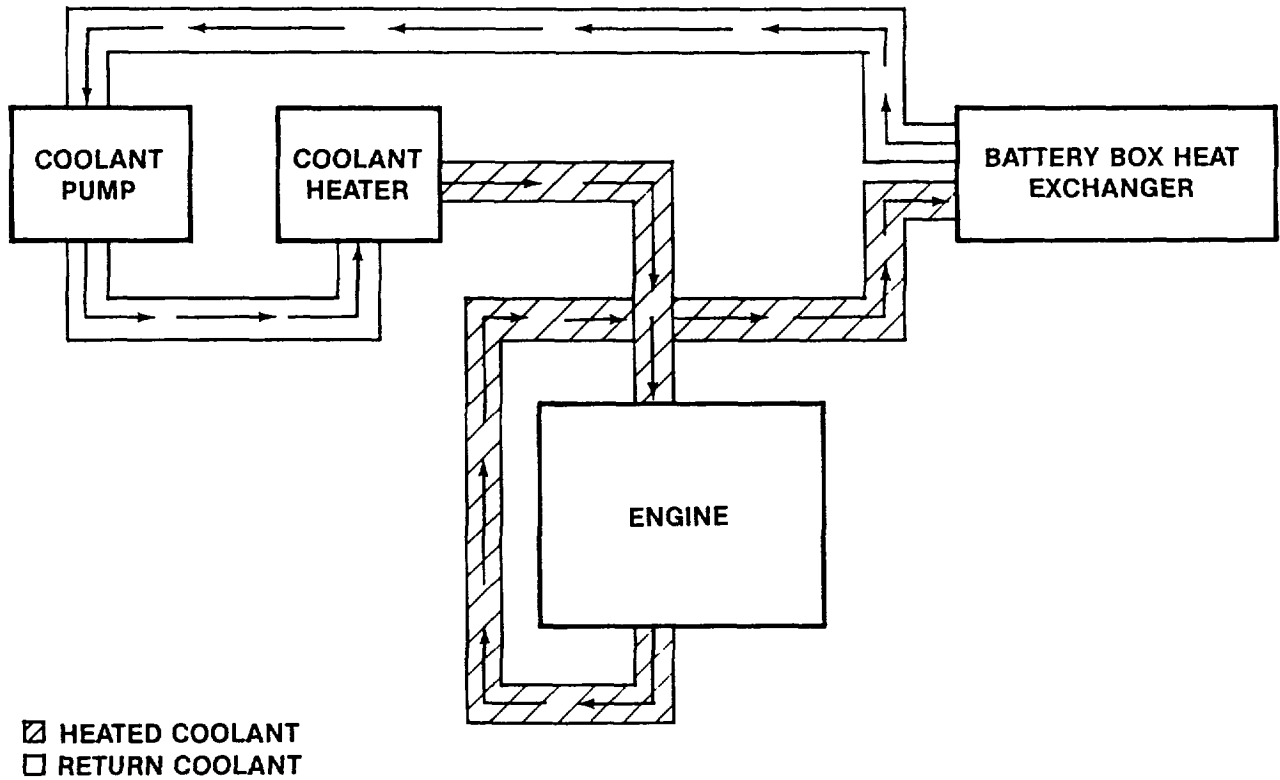 COOLANT
PUMP
COOLANT
HEATER
BATTERY BOX HEAT
EXCHANGER
ENGINE
HEATED COOLANT
RETURN COOLANT